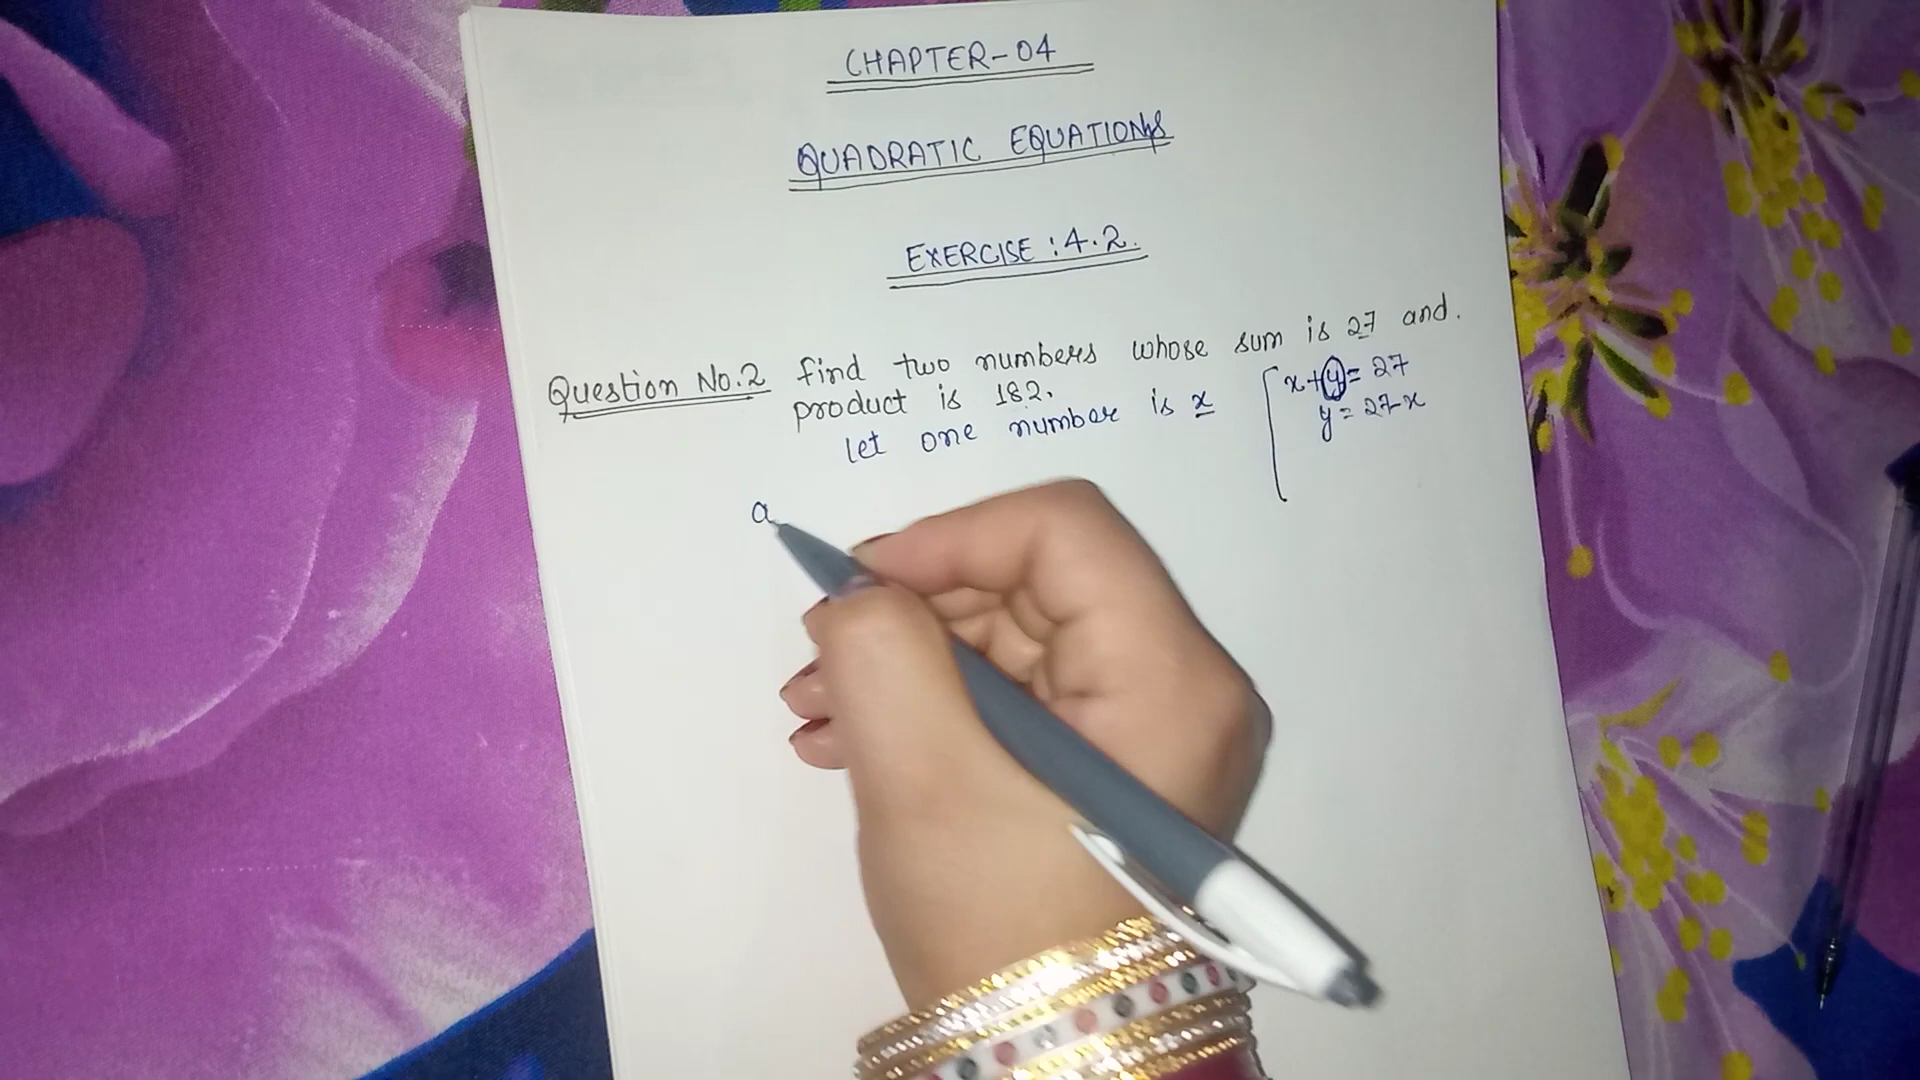 CHAPTER-04
QUADRATIC EQUATIONS
EXERCISE : 4.2.
Question No.2 find two numbers whose sum is 27 and.
product is 182.
let one number is x
x+y= 27
y= 27-x
a